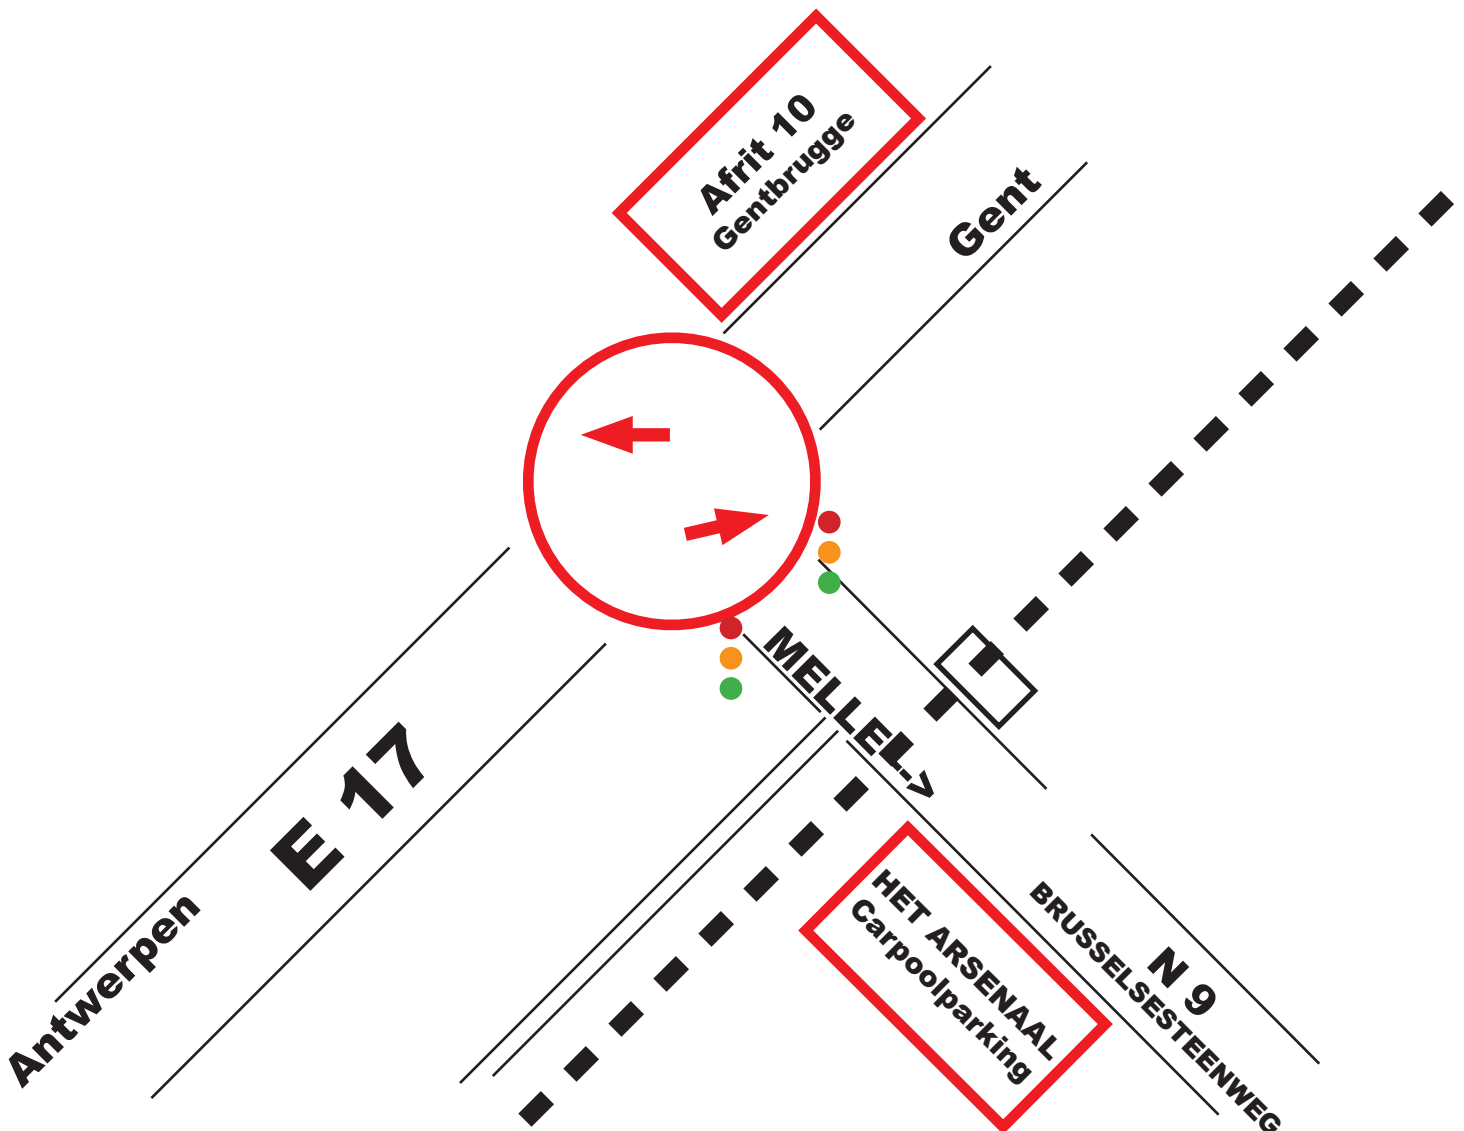 Afrit 10
Gentbrugge
Gent
E 17
Antwerpen
MELLE-->
HET ARSENAAL
Carpoolparking
N 9
BRUSSELSESTEENWEG